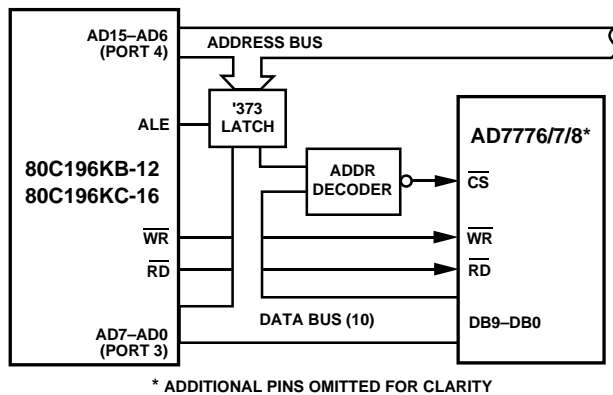 AD15–AD6
(PORT 4)
ADDRESS BUS
'373
LATCH
ALE
AD7776/7/8*
80C196KB-12
80C196KC-16
ADDR
DECODER
CS
WR
WR
RD
RD
DATA BUS (10)
DB9–DB0
AD7–AD0
(PORT 3)
* ADDITIONAL PINS OMITTED FOR CLARITY